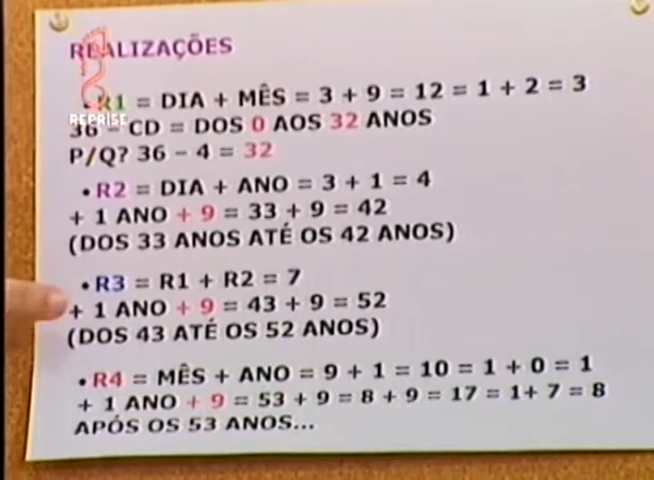 REALIZAÇÕES
REPRISE
•R1 = DIA + MÊS = 3 + 9 = 12 = 1 + 2 = 3
36 – CD = DOS 0 AOS 32 ANOS
P/Q? 36 – 4 = 32
•R2 = DIA + ANO = 3 + 1 = 4
+ 1 ANO + 9 = 33 + 9 = 42
(DOS 33 ANOS ATÉ OS 42 ANOS)
•R3 = R1 + R2 = 7
+ 1 ANO + 9 = 43 + 9 = 52
(DOS 43 ATÉ OS 52 ANOS)
•R4 = MÊS + ANO = 9 + 1 = 10 = 1 + 0 = 1
+ 1 ANO + 9 = 53 + 9 = 8 + 9 = 17 = 1+ 7 = 8
APÓS OS 53 ANOS...